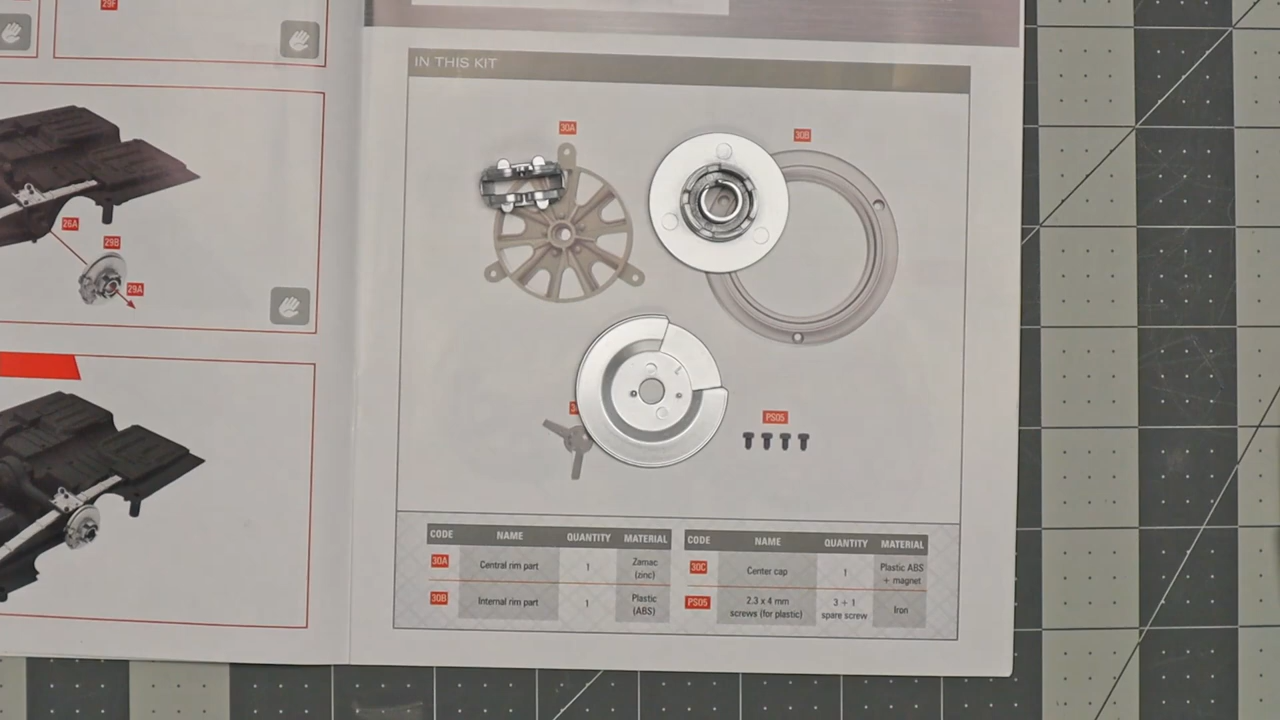 29F
26A
29B
29A
IN THIS KIT
30A
30B
PS05
CODE NAME QUANTITY MATERIAL
30A Central rim part 1 Zamac
(zinc)
30B Internal rim part 1 Plastic
(ABS)
CODE NAME QUANTITY MATERIAL
30C Center cap 1 Plastic ABS
+ magnet
PS05 2.3 x 4 mm
screws (for plastic) 3 + 1
spare screw Iron
L